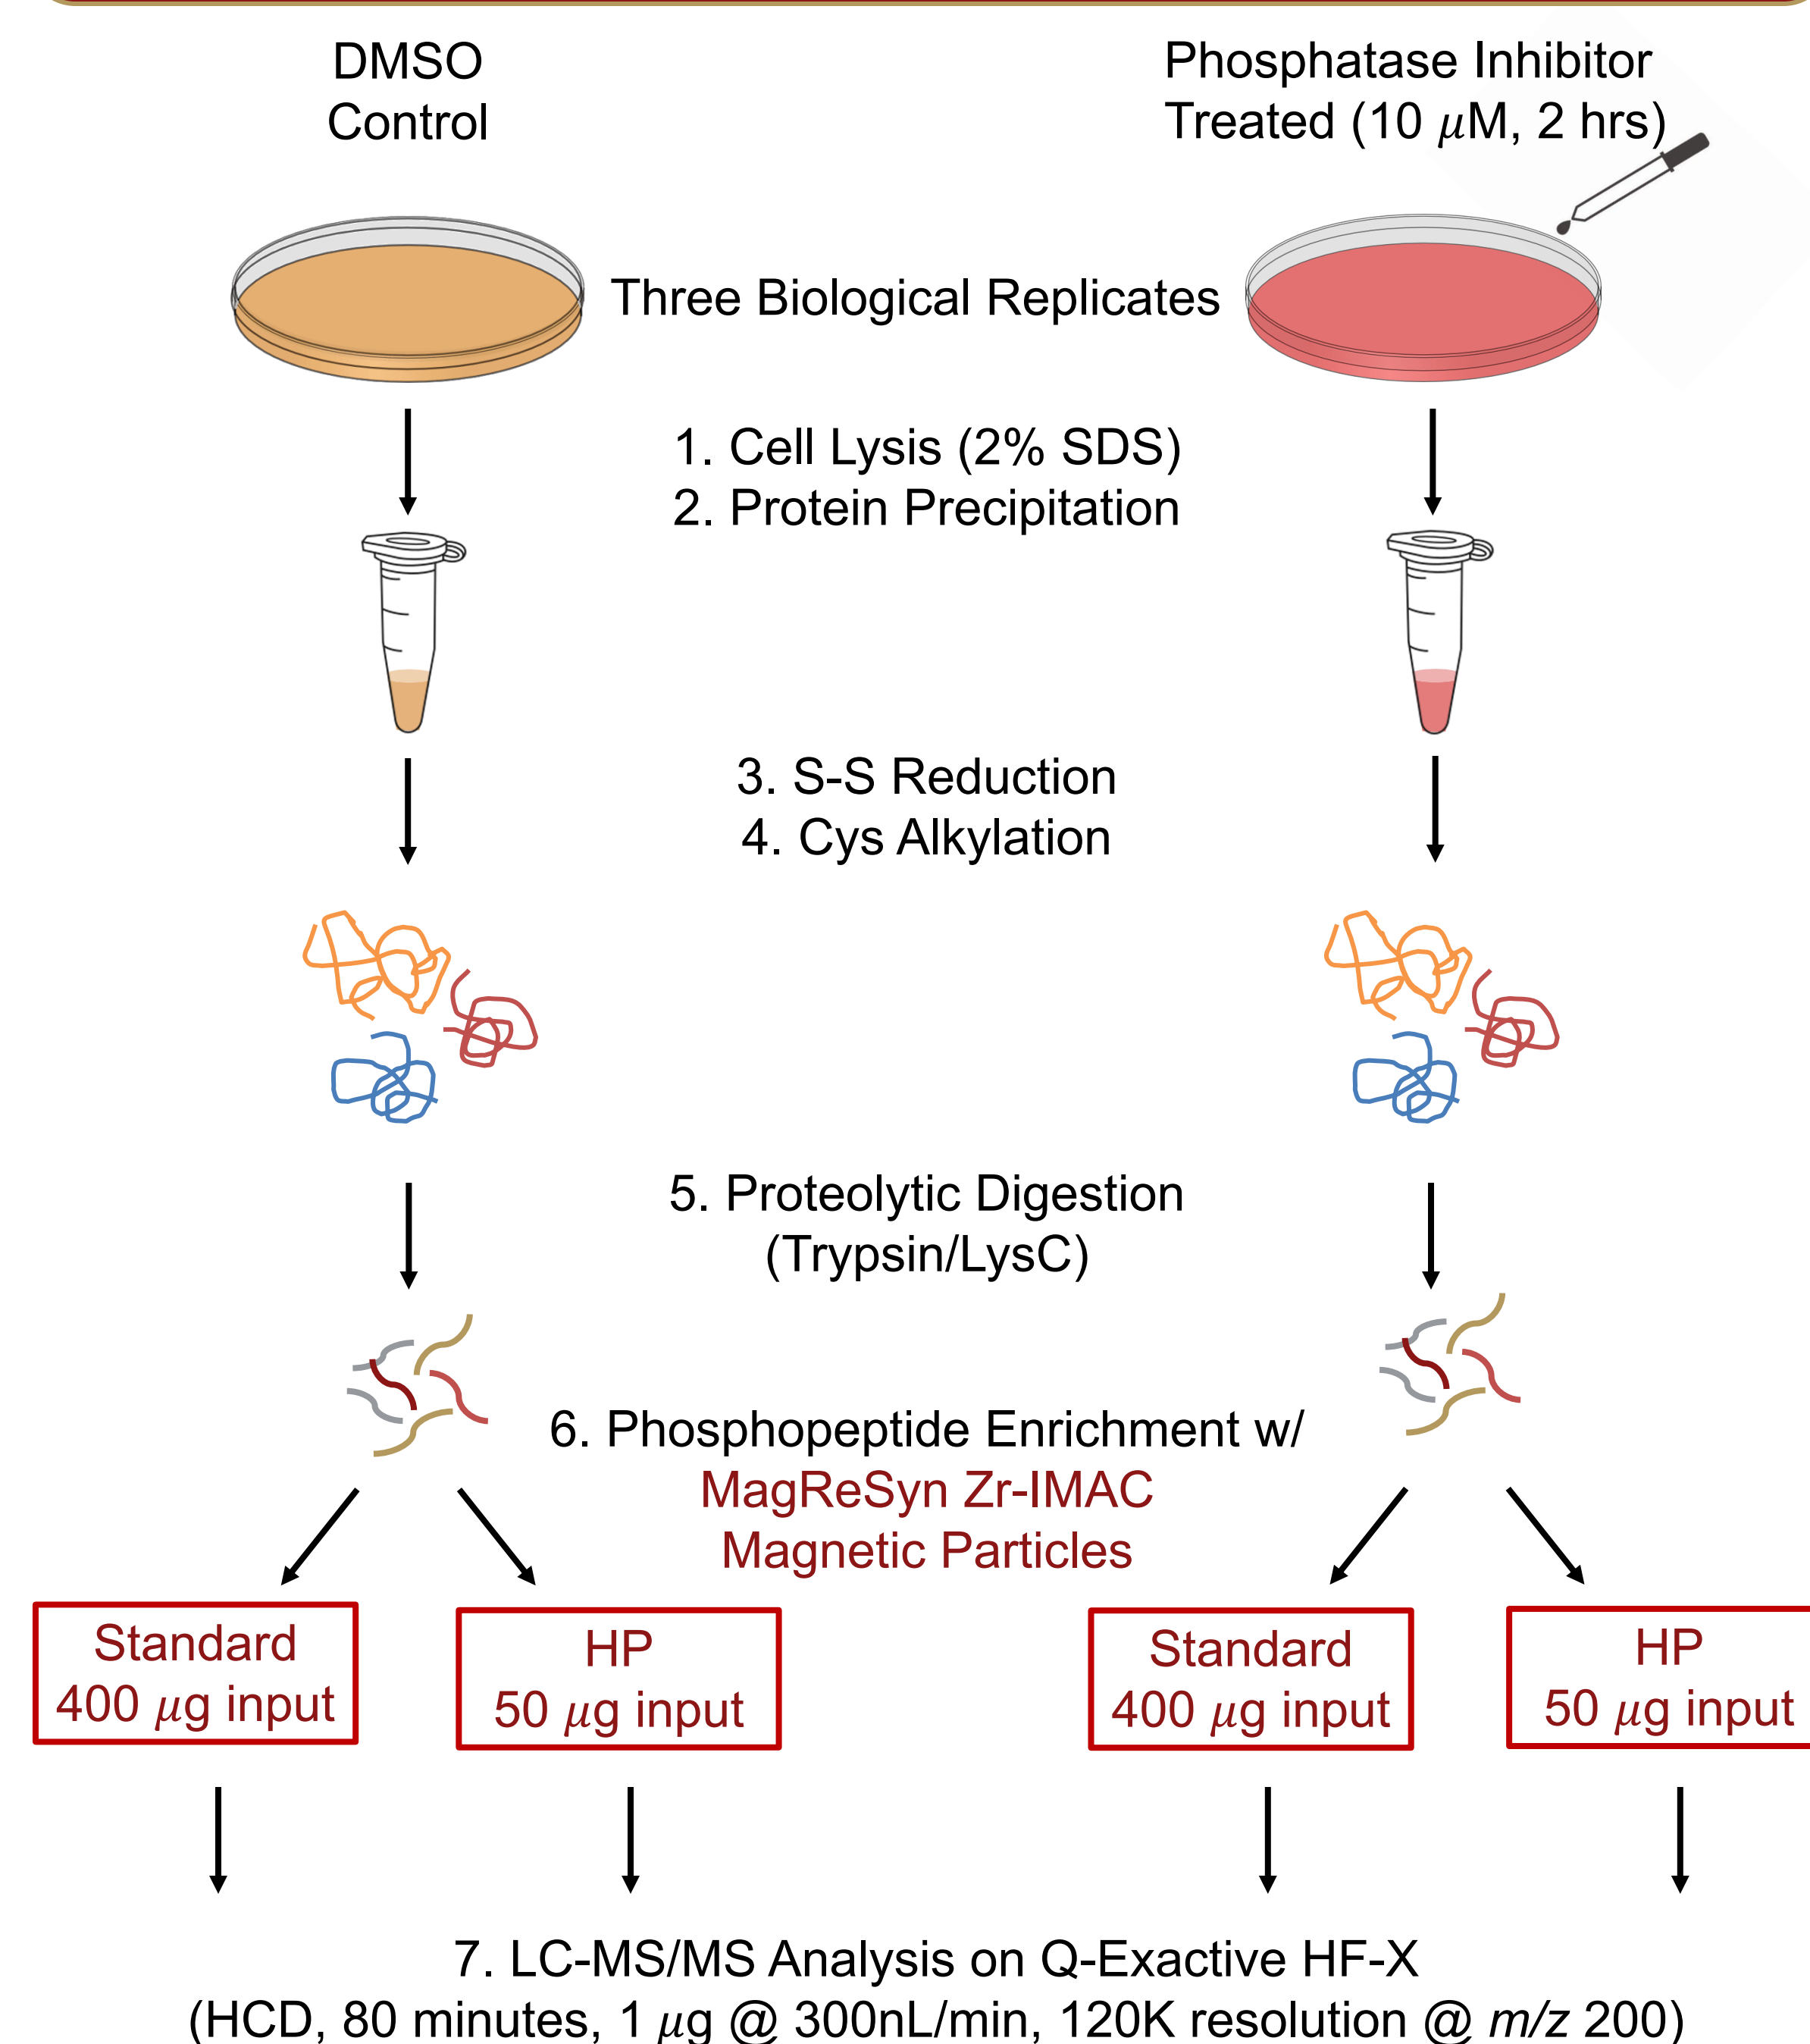 DMSO
Control
Phosphatase Inhibitor
Treated (10 μM, 2 hrs)
Three Biological Replicates
1. Cell Lysis (2% SDS)
2. Protein Precipitation
3. S-S Reduction
4. Cys Alkylation
5. Proteolytic Digestion
(Trypsin/LysC)
6. Phosphopeptide Enrichment w/
MagReSyn Zr-IMAC
Magnetic Particles
Standard
400 μg input
HP
50 μg input
Standard
400 μg input
HP
50 μg input
7. LC-MS/MS Analysis on Q-Exactive HF-X
(HCD, 80 minutes, 1 μg @ 300nL/min, 120K resolution @ m/z 200)